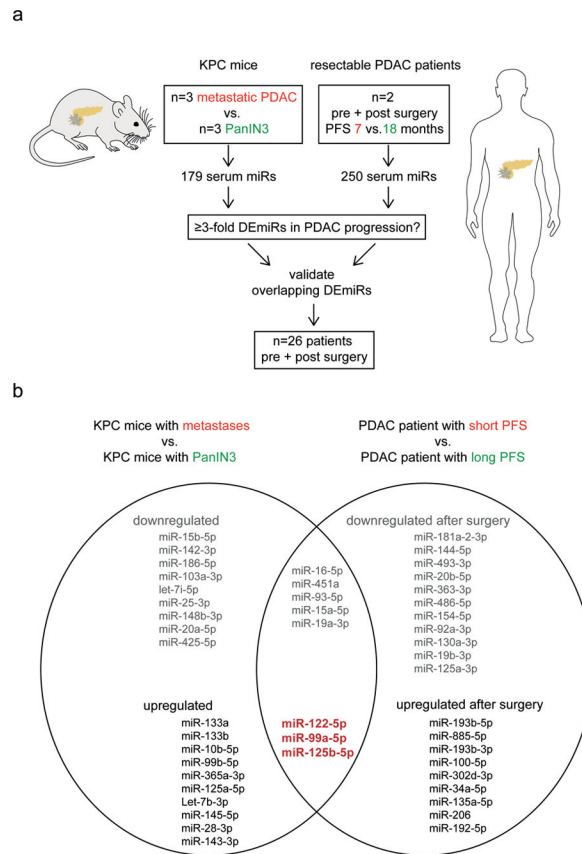 a
KPC mice
resectable PDAC patients
n=3 metastatic PDAC
vs.
n=3 PanIN3
n=2
pre + post surgery
PFS 7 vs.18 months
179 serum miRs
250 serum miRs
≥3-fold DEmiRs in PDAC progression?
validate
overlapping DEmiRs
n=26 patients
pre + post surgery
b
KPC mice with metastases
vs.
KPC mice with PanIN3
PDAC patient with short PFS
vs.
PDAC patient with long PFS
downregulated
miR-15b-5p
miR-142-3p
miR-186-5p
miR-103a-3p
let-7i-5p
miR-25-3p
miR-148b-3p
miR-20a-5p
miR-425-5p
miR-16-5p
miR-451a
miR-93-5p
miR-15a-5p
miR-19a-3p
downregulated after surgery
miR-181a-2-3p
miR-144-5p
miR-493-3p
miR-20b-5p
miR-363-3p
miR-486-5p
miR-154-5p
miR-92a-3p
miR-130a-3p
miR-19b-3p
miR-125a-3p
upregulated
miR-133a
miR-133b
miR-10b-5p
miR-99b-5p
miR-365a-3p
miR-125a-5p
Let-7b-3p
miR-145-5p
miR-28-3p
miR-143-3p
miR-122-5p
miR-99a-5p
miR-125b-5p
upregulated after surgery
miR-193b-5p
miR-885-5p
miR-193b-3p
miR-100-5p
miR-302d-3p
miR-34a-5p
miR-135a-5p
miR-206
miR-192-5p